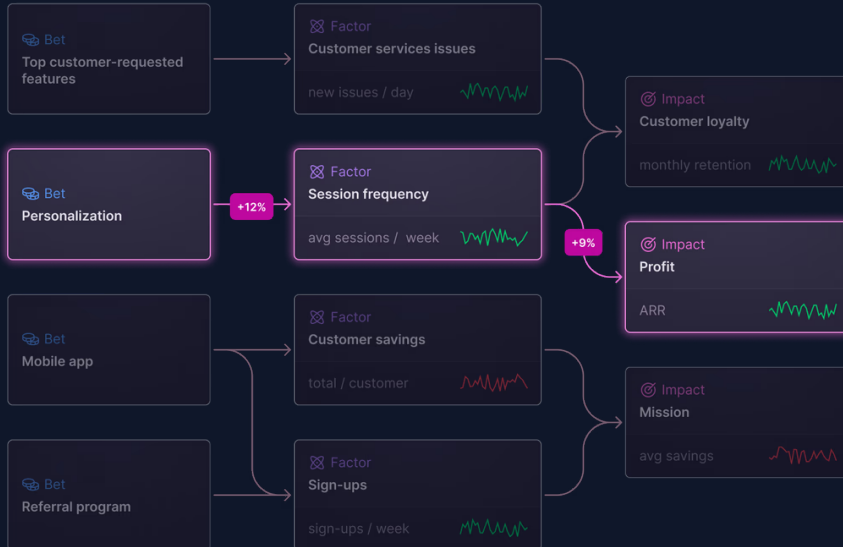 Bet
Top customer-requested
features
Factor
Customer services issues
new issues / day
Impact
Customer loyalty
monthly retention
Bet
Personalization
+12%
Factor
Session frequency
avg sessions / week
+9%
Impact
Profit
ARR
Bet
Mobile app
Factor
Customer savings
total / customer
Impact
Mission
avg savings
Bet
Referral program
Factor
Sign-ups
sign-ups / week